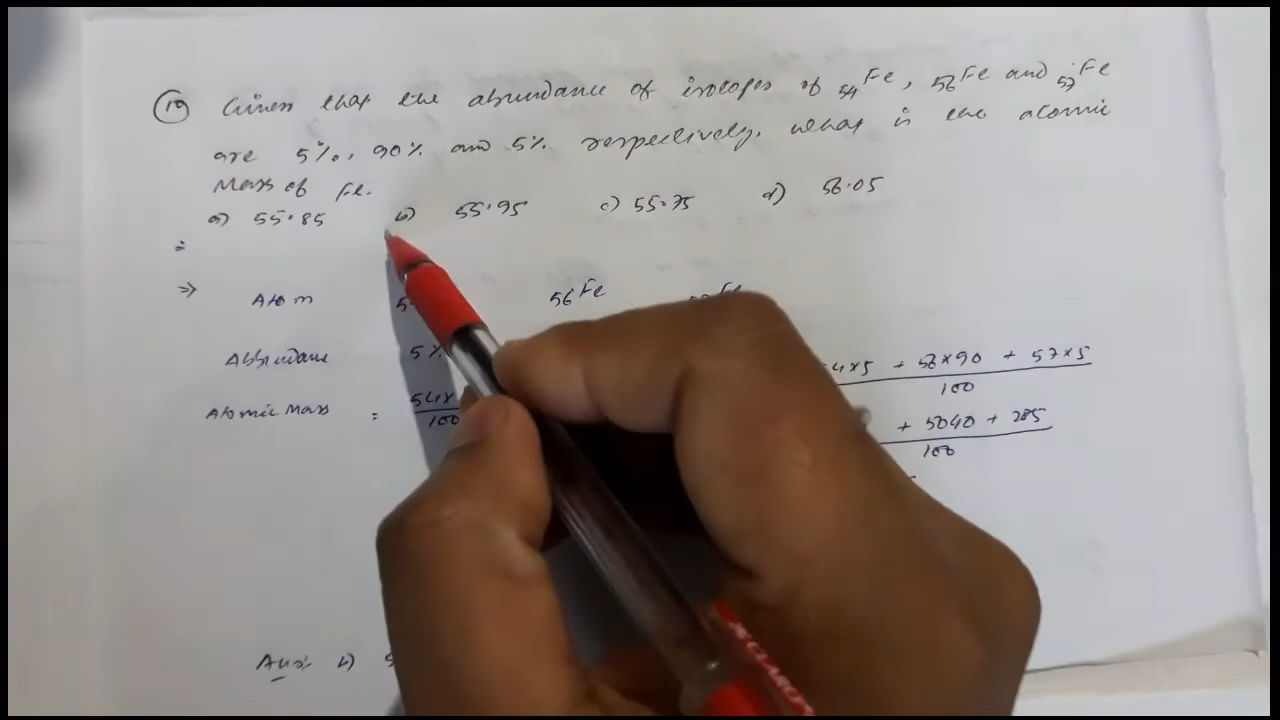 19 Given that the abundance of isotopes of 54Fe, 56Fe and 57Fe
are 5%, 90% and 5% respectively. What is the atomic
Mass of Fe.
a) 55.85 b) 55.95 c) 55.75 d) 56.05
=
⇒ Atom 56Fe
Abundance 5% 4×5 + 56×90 + 57×5
100
Atomic Mass = 54×
100 + 5040 + 285
100
Ans: b)